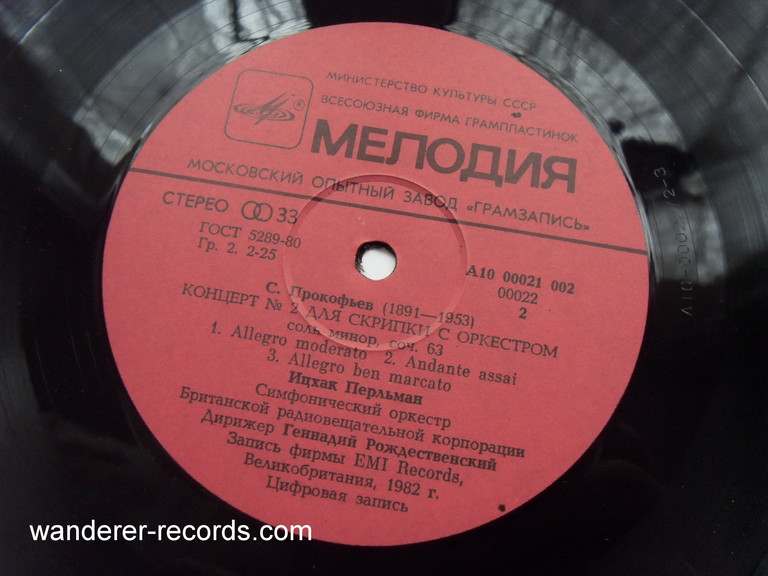 МИНИСТЕРСТВО КУЛЬТУРЫ СССР
ВСЕСОЮЗНАЯ ФИРМА ГРАМПЛАСТИНОК
®
МЕЛОДИЯ
МОСКОВСКИЙ ОПЫТНЫЙ ЗАВОД «ГРАМЗАПИСЬ»
СТЕРЕО 33
ГОСТ 5289-80
Гр. 2. 2-25
А10 00021 002
00022
2
С. Прокофьев (1891—1953)
КОНЦЕРТ № 2 ДЛЯ СКРИПКИ С ОРКЕСТРОМ
соль минор, соч. 63
1. Allegro moderato 2. Andante assai
3. Allegro ben marcato
Ицхак Перльман
Симфонический оркестр
Британской радиовещательной корпорации
Дирижер Геннадий Рождественский
Запись фирмы EMI Records,
Великобритания, 1982 г.
Цифровая запись
wanderer-records.com